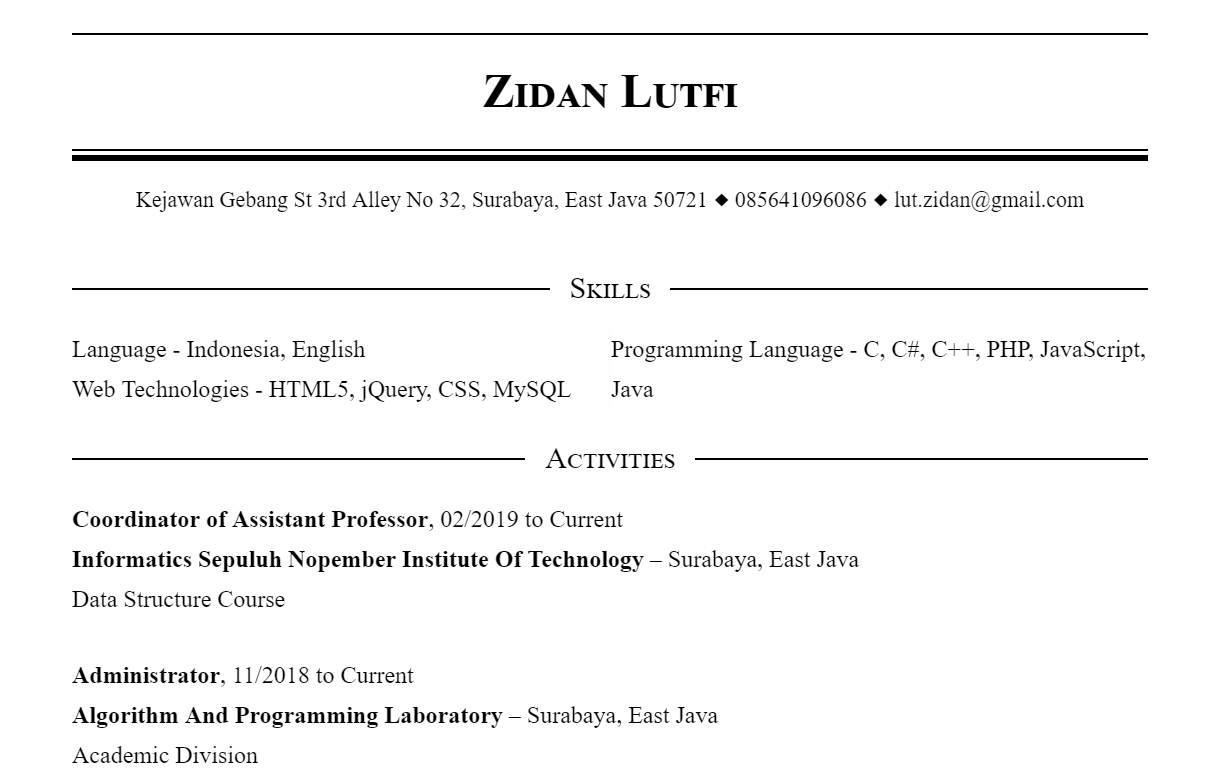 Zidan Lutfi
Kejawan Gebang St 3rd Alley No 32, Surabaya, East Java 50721 ◆ 085641096086 ◆ lut.zidan@gmail.com
Skills
Language - Indonesia, English
Web Technologies - HTML5, jQuery, CSS, MySQL
Programming Language - C, C#, C++, PHP, JavaScript,
Java
Activities
Coordinator of Assistant Professor, 02/2019 to Current
Informatics Sepuluh Nopember Institute Of Technology – Surabaya, East Java
Data Structure Course
Administrator, 11/2018 to Current
Algorithm And Programming Laboratory – Surabaya, East Java
Academic Division